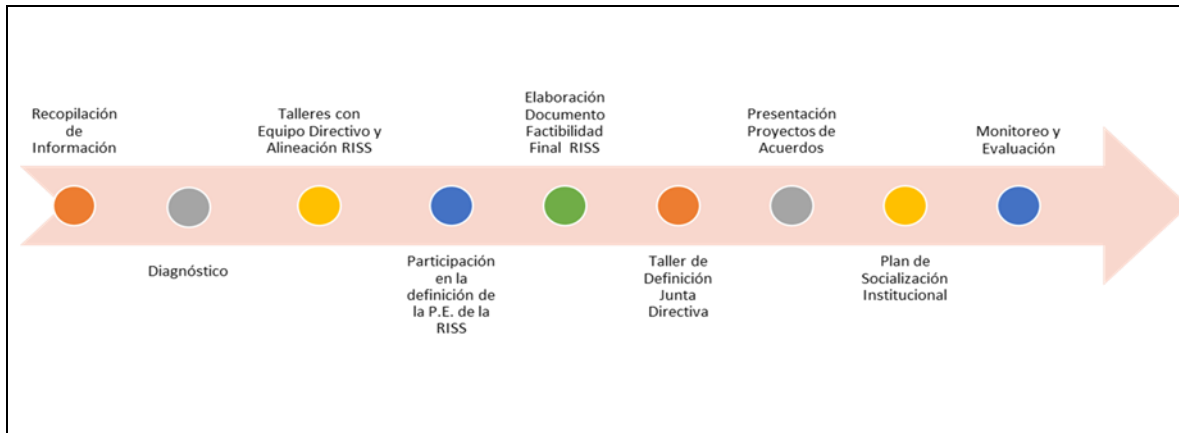 Recopilación
de
Información
Diagnóstico
Talleres con
Equipo Directivo y
Alineación RISS
Participación
en la
definición de
la P.E. de la
RISS
Elaboración
Documento
Factibilidad
Final RISS
Taller de
Definición
Junta
Directiva
Presentación
Proyectos de
Acuerdos
Plan de
Socialización
Institucional
Monitoreo y
Evaluación